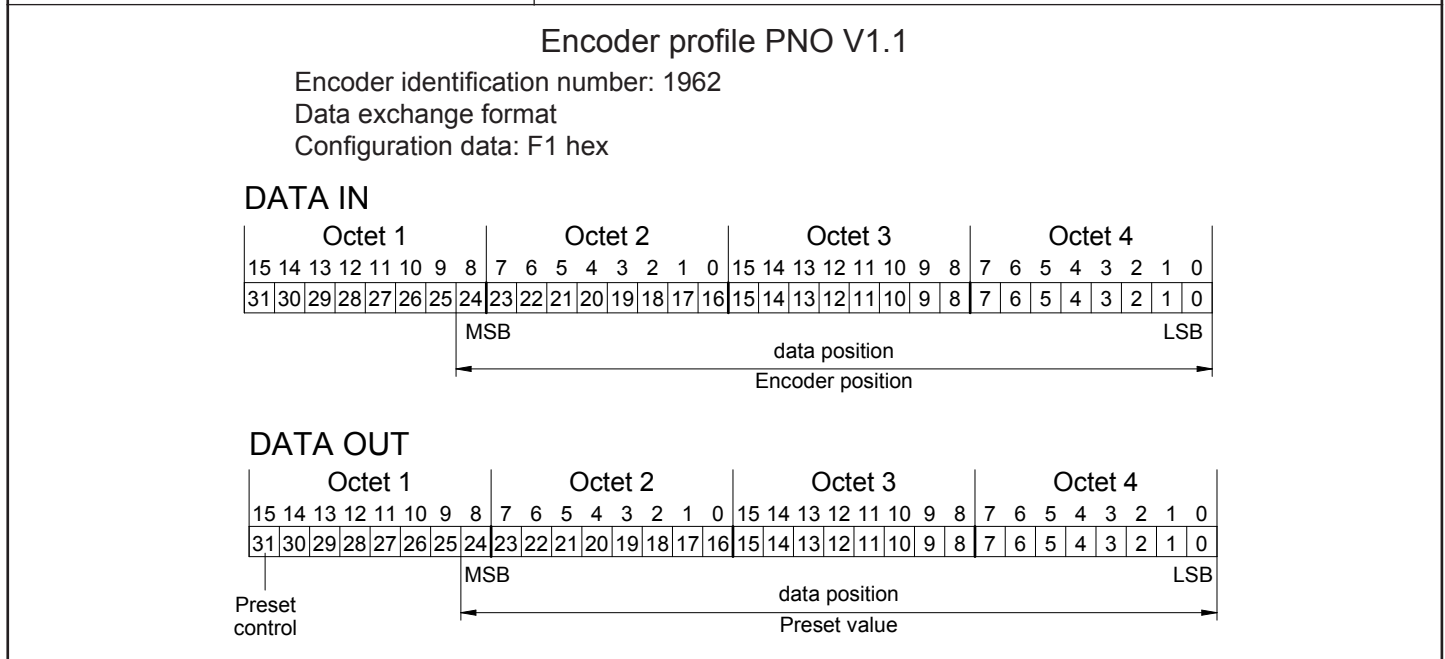 Encoder profile PNO V1.1
Encoder identification number: 1962
Data exchange format
Configuration data: F1 hex
DATA IN
Octet 1 Octet 2 Octet 3 Octet 4
15 14 13 12 11 10 9 8 7 6 5 4 3 2 1 0 15 14 13 12 11 10 9 8 7 6 5 4 3 2 1 0
31 30 29 28 27 26 25 24 23 22 21 20 19 18 17 16 15 14 13 12 11 10 9 8 7 6 5 4 3 2 1 0
MSB LSB
data position
Encoder position
DATA OUT
Octet 1 Octet 2 Octet 3 Octet 4
15 14 13 12 11 10 9 8 7 6 5 4 3 2 1 0 15 14 13 12 11 10 9 8 7 6 5 4 3 2 1 0
31 30 29 28 27 26 25 24 23 22 21 20 19 18 17 16 15 14 13 12 11 10 9 8 7 6 5 4 3 2 1 0
MSB LSB
data position
Preset value
Preset
control